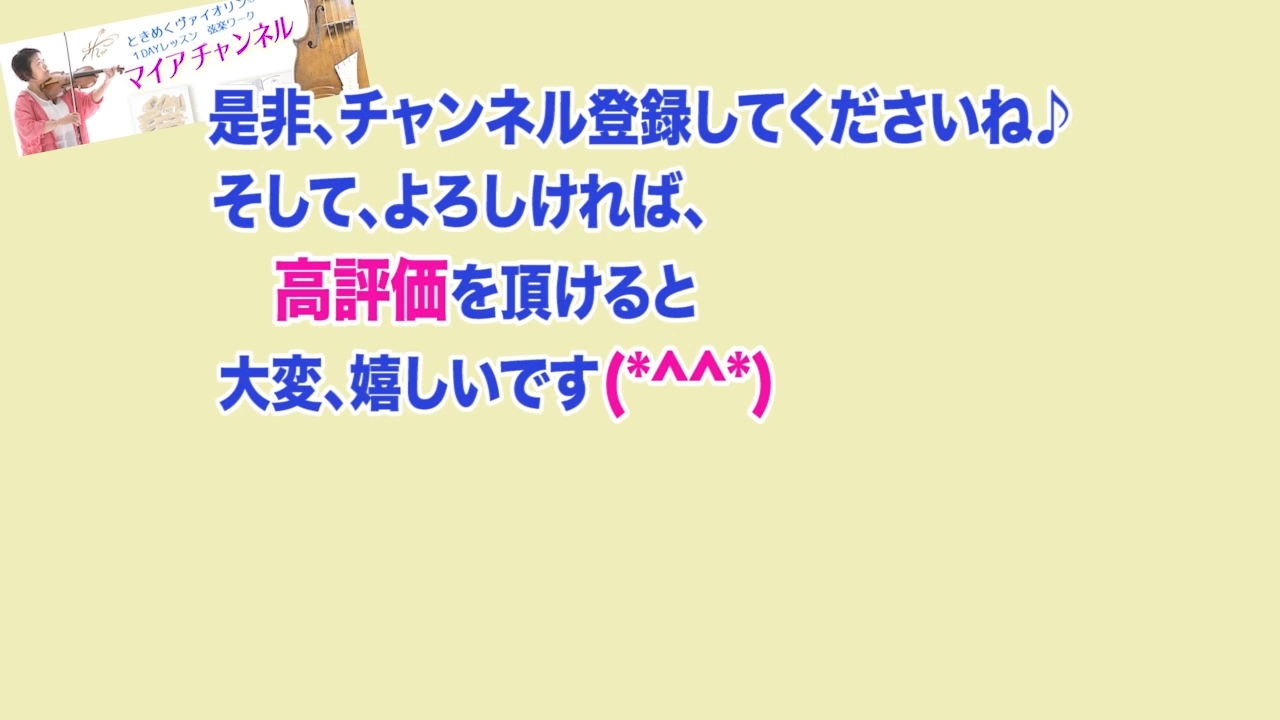 ときめくヴァイオリン®
1DAYレッスン 弦楽ワーク
マイア チャンネル
是非、チャンネル登録してくださいね♪
そして、よろしければ、
高評価を頂けると
大変、嬉しいです(*^^*)